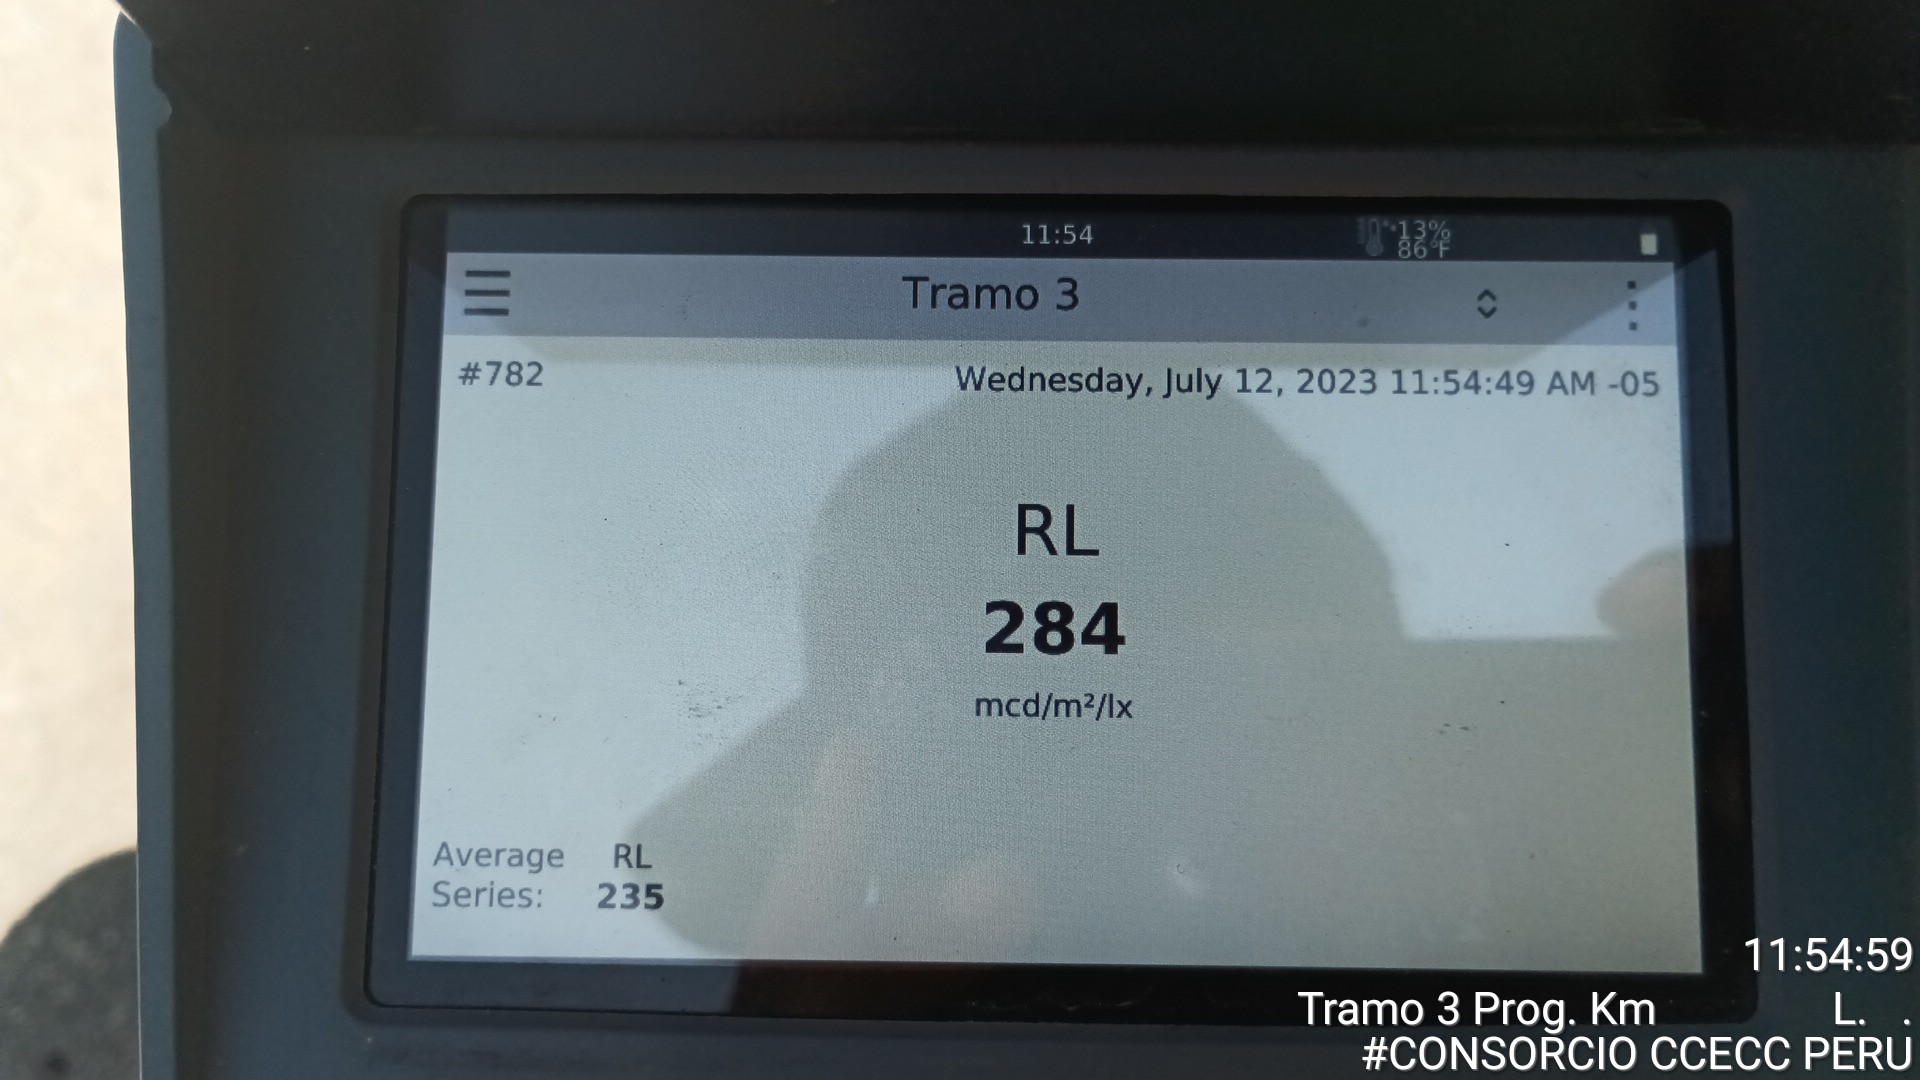 11:54
13%
86°F
Tramo 3
#782
Wednesday, July 12, 2023 11:54:49 AM -05
RL
284
mcd/m²/lx
Average RL
Series: 235
11:54:59
Tramo 3 Prog. Km L. .
#CONSORCIO CCECC PERU